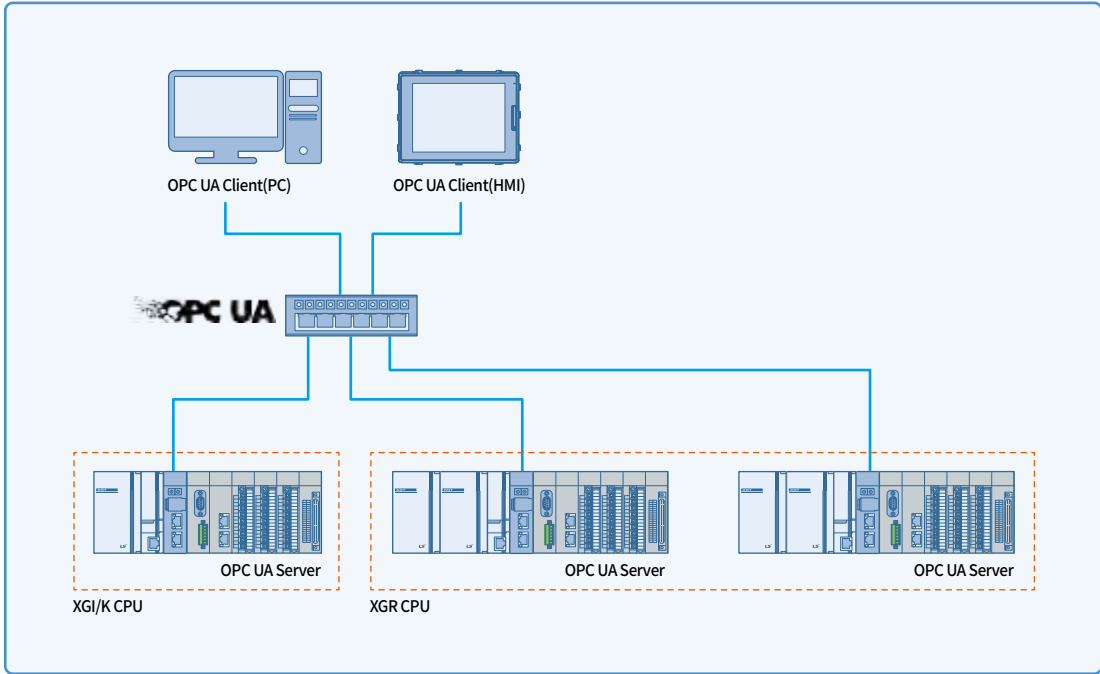 OPC UA Client(PC)
OPC UA Client(HMI)
OPC UA
OPC UA Server
OPC UA Server
OPC UA Server
XGI/K CPU
XGR CPU